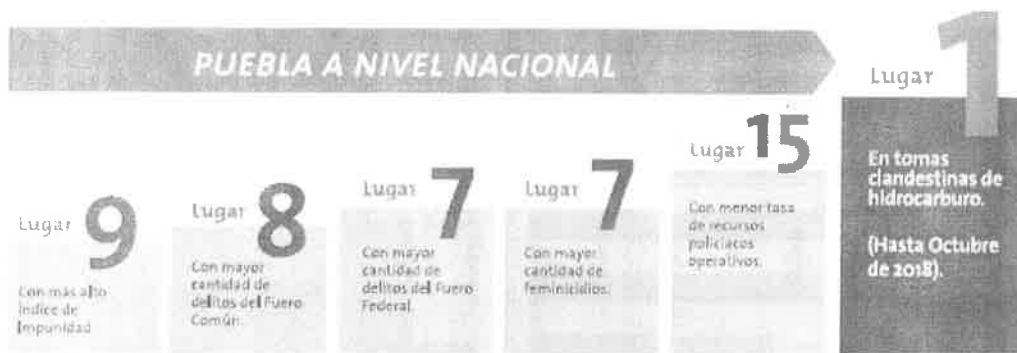 PUEBLA A NIVEL NACIONAL
Lugar 9
Con más alto
índice de
Impunidad
Lugar 8
Con mayor
cantidad de
delitos del Fuero
Común.
Lugar 7
Con mayor
cantidad de
delitos del Fuero
Federal.
Lugar 7
Con mayor
cantidad de
feminicidios.
Lugar 15
Con menor tasa
de recursos
policíacos
operativos.
Lugar 1
En tomas
clandestinas de
hidrocarburo.
(Hasta Octubre
de 2018).